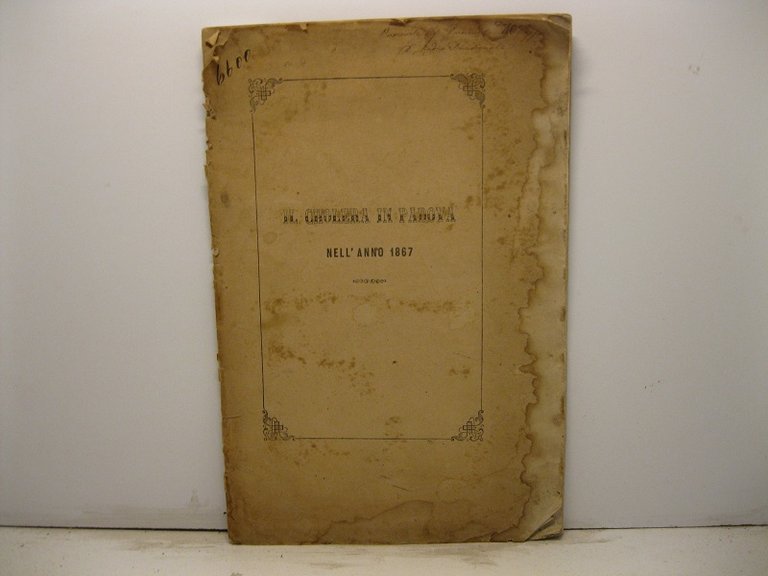 6600
IL CHOLERA IN PADOVA
NELL' ANNO 1867